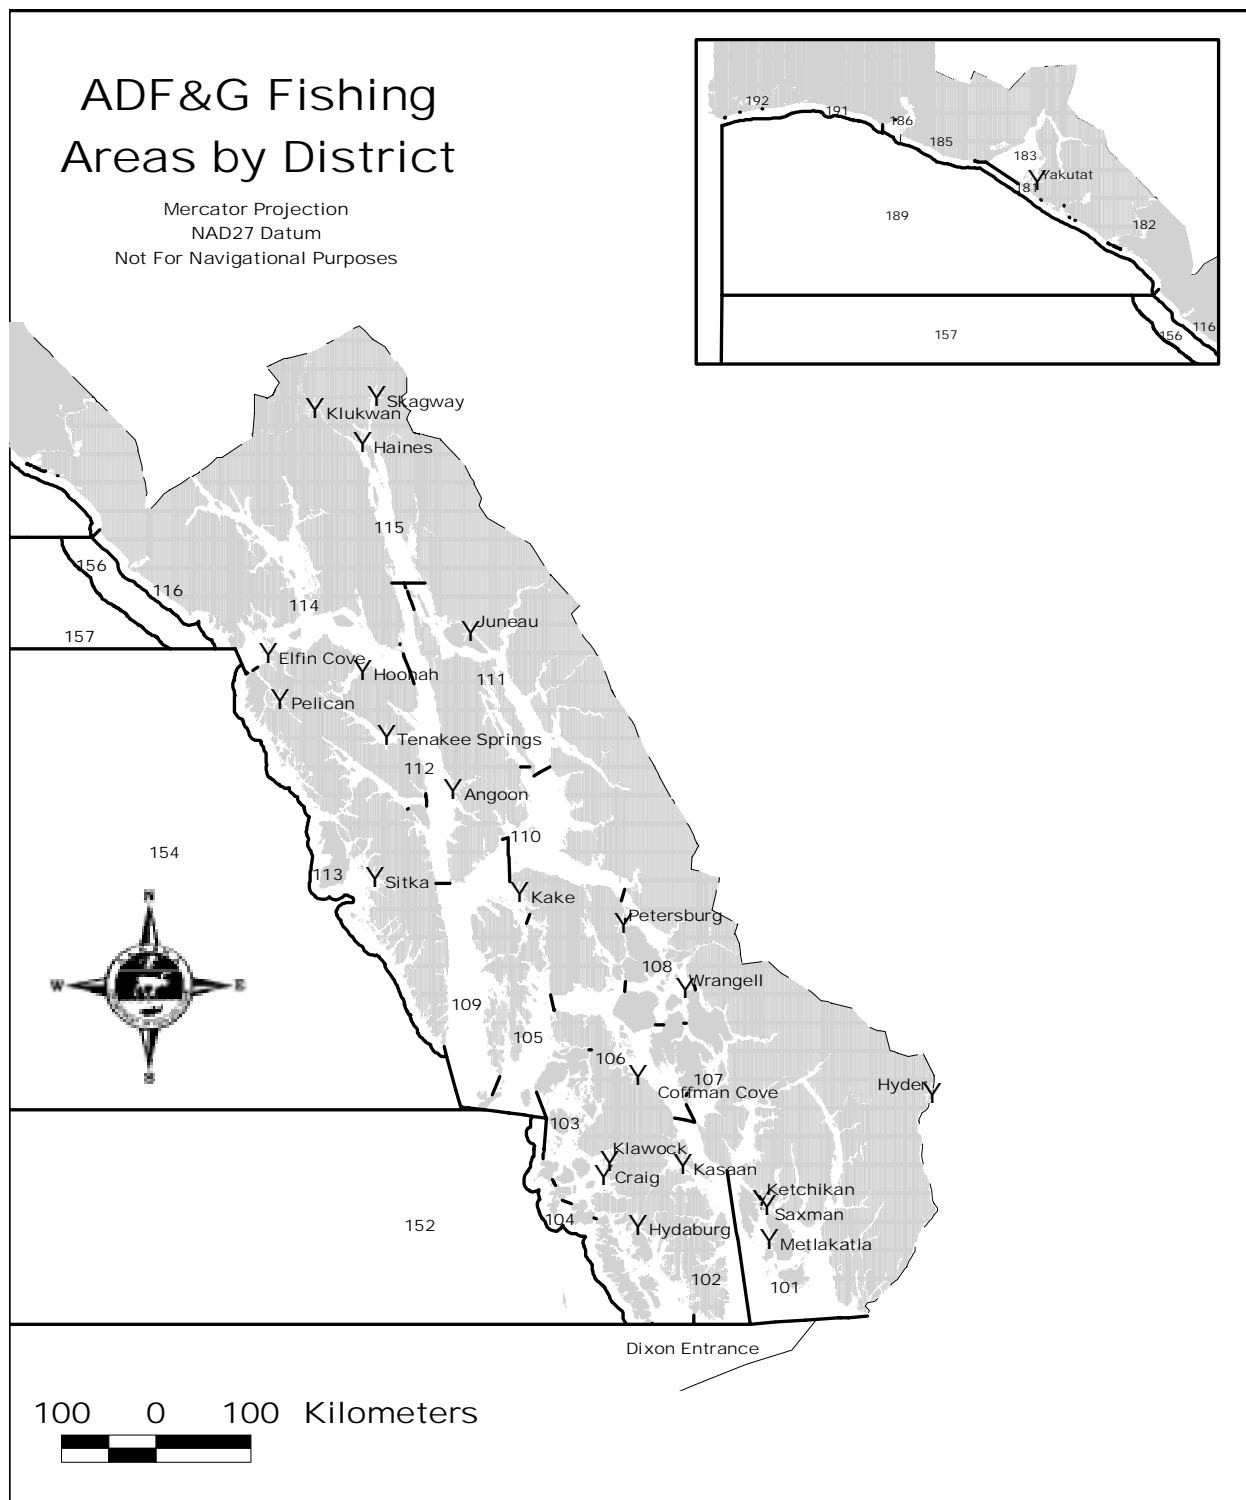 ADF&G Fishing
Areas by District
Mercator Projection
NAD27 Datum
Not For Navigational Purposes
192
191
186
185
183
Yakutat
181
182
189
157
156
116
Skagway
Klukwan
Haines
115
156
116
114
157
Juneau
Elfin Cove
Hoonah
111
Pelican
Tenakee Springs
112
Angoon
110
154
113
Sitka
Kake
Petersburg
108
Wrangell
N
W
E
S
109
105
106
107
Hyder
Coffman Cove
103
Klawock
Kasaan
Craig
Ketchikan
Saxman
104
152
Hydaburg
Metlakatla
102
101
Dixon Entrance
100 0 100 Kilometers